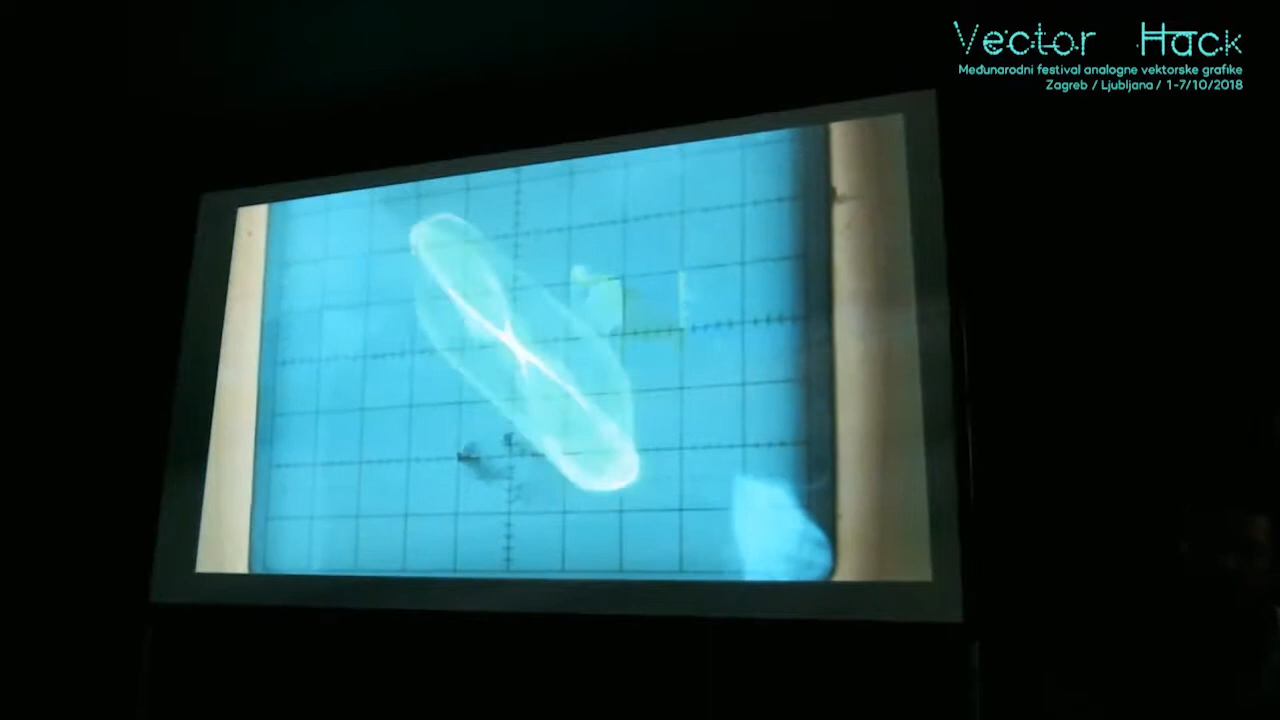 Vector Hack
Međunarodni festival analogne vektorske grafike
Zagreb / Ljubljana / 1-7/10/2018